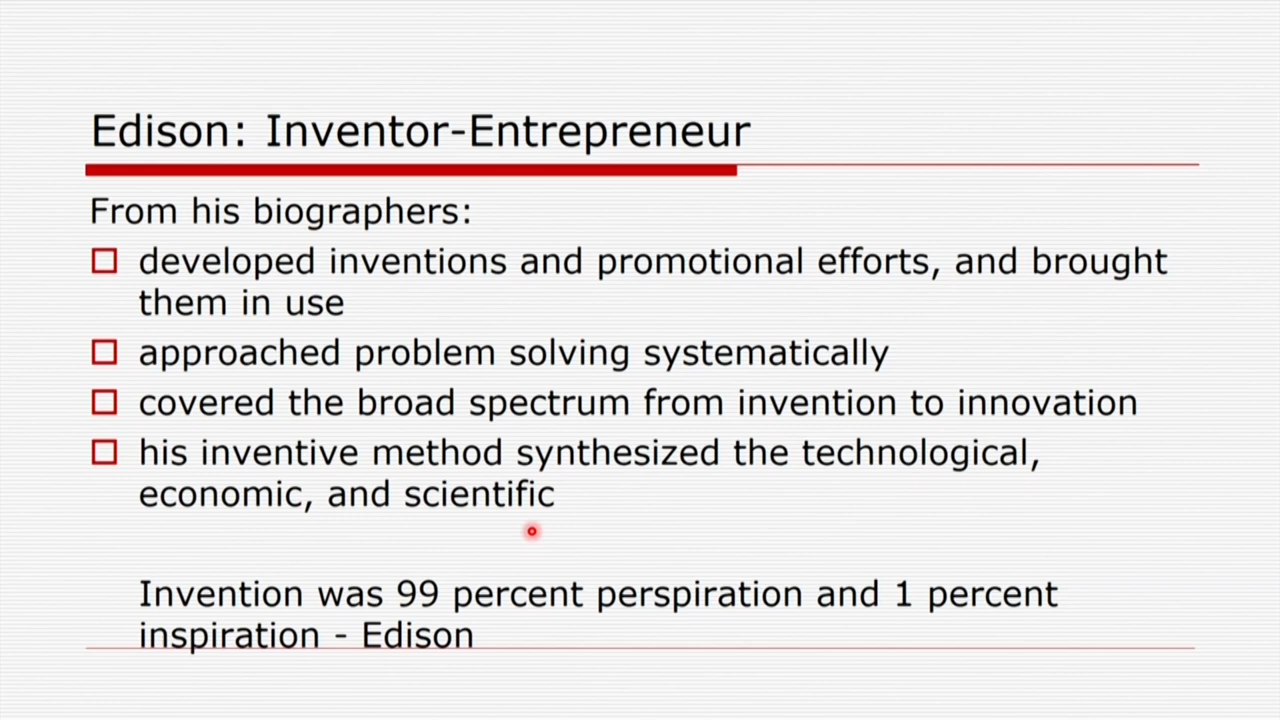 Edison: Inventor-Entrepreneur
From his biographers:
developed inventions and promotional efforts, and brought
them in use
approached problem solving systematically
covered the broad spectrum from invention to innovation
his inventive method synthesized the technological,
economic, and scientific
Invention was 99 percent perspiration and 1 percent
inspiration - Edison